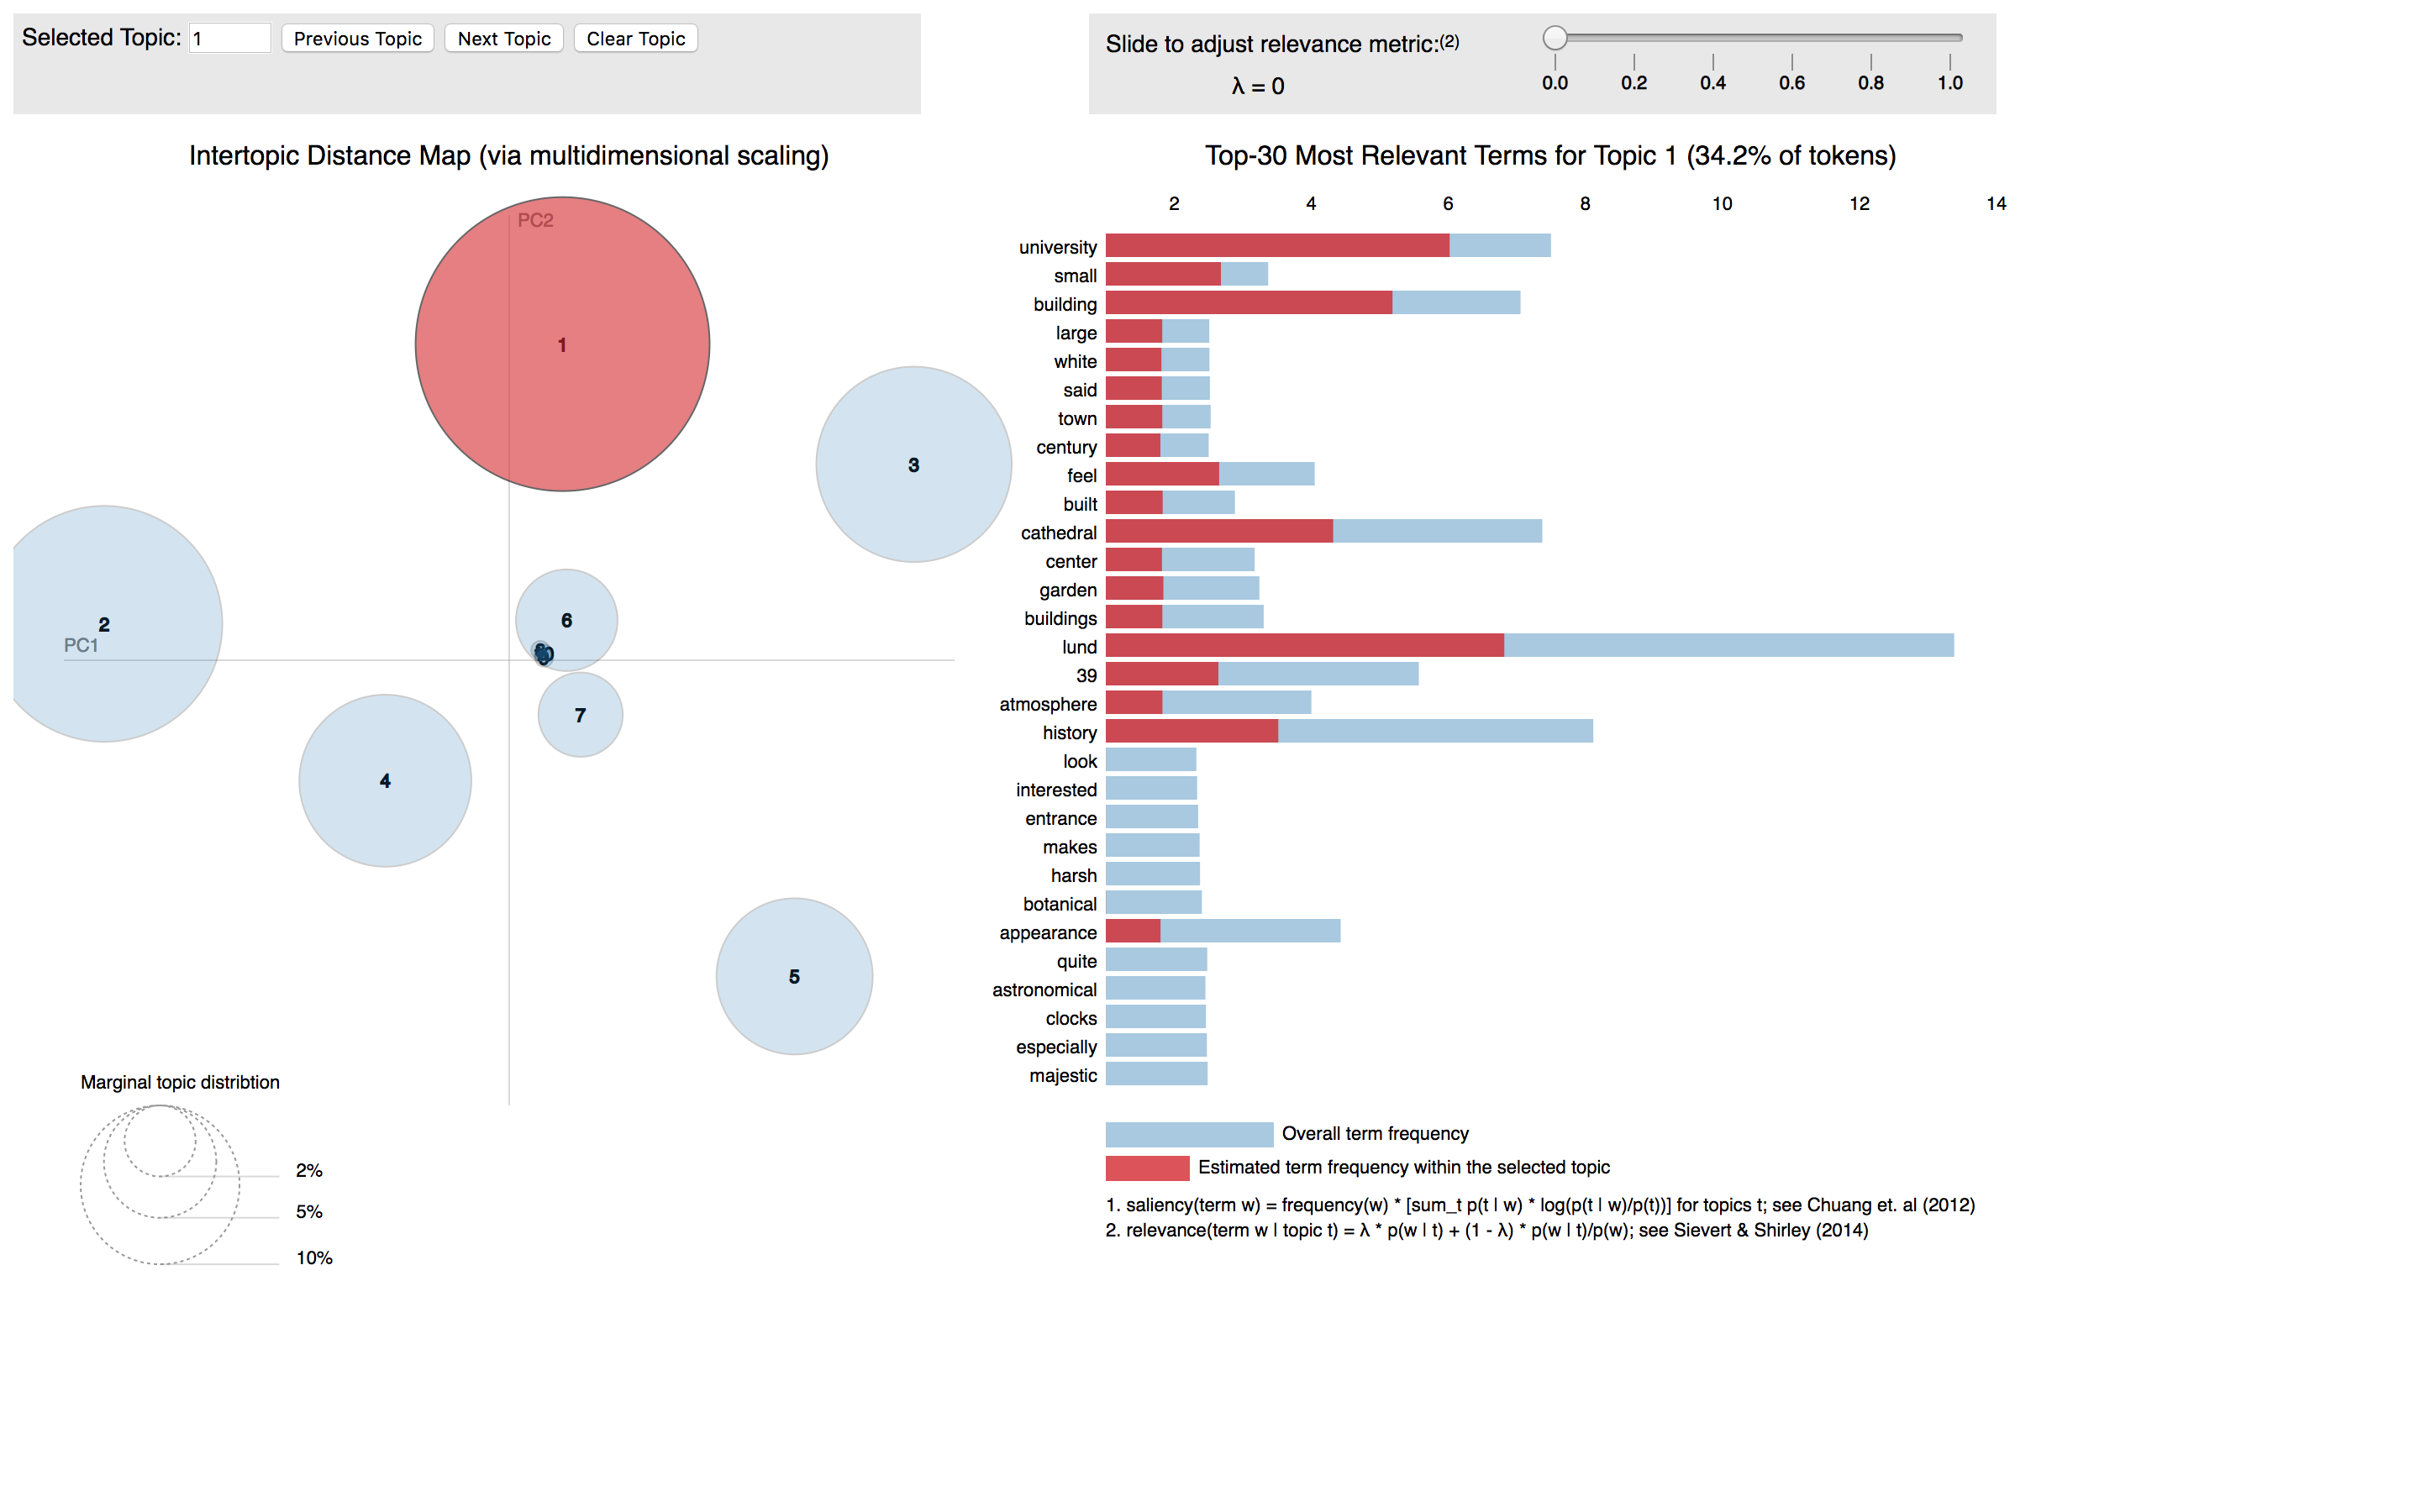 Selected Topic: 1 Previous Topic Next Topic Clear Topic
Slide to adjust relevance metric:(2)
λ = 0
0.0 0.2 0.4 0.6 0.8 1.0
Intertopic Distance Map (via multidimensional scaling)
PC2
PC1
1
2
3
4
5
6
7
Marginal topic distribtion
2%
5%
10%
Top-30 Most Relevant Terms for Topic 1 (34.2% of tokens)
2 4 6 8 10 12 14
university
small
building
large
white
said
town
century
feel
built
cathedral
center
garden
buildings
lund
39
atmosphere
history
look
interested
entrance
makes
harsh
botanical
appearance
quite
astronomical
clocks
especially
majestic
Overall term frequency
Estimated term frequency within the selected topic
1. saliency(term w) = frequency(w) * [sum_t p(t | w) * log(p(t | w)/p(t))] for topics t; see Chuang et. al (2012)
2. relevance(term w | topic t) = λ * p(w | t) + (1 - λ) * p(w | t)/p(w); see Sievert & Shirley (2014)